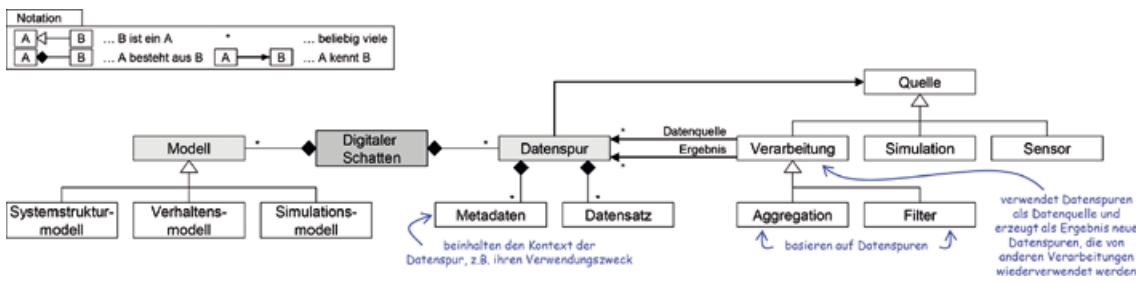 Notation
A B ... B ist ein A * ... beliebig viele
A B ... A besteht aus B A B ... A kennt B
Quelle
Modell * Digitaler Schatten * Datenspur * Datenquelle Verarbeitung Simulation Sensor
* Ergebnis
Systemstruktur-
modell
Verhaltens-
modell
Simulations-
modell
* *
Metadaten Datensatz Aggregation Filter
beinhalten den Kontext der
Datenspur, z.B. ihren Verwendungszweck
basieren auf Datenspuren
verwendet Datenspuren
als Datenquelle und
erzeugt als Ergebnis neue
Datenspuren, die von
anderen Verarbeitungen
wiederverwendet werden